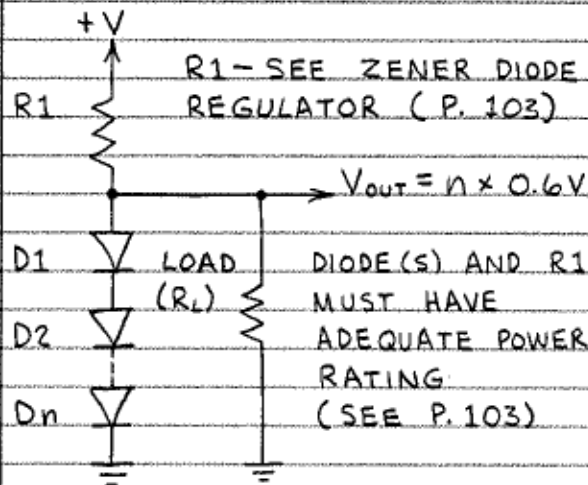 +V
R1 - SEE ZENER DIODE
R1 REGULATOR (P. 103)
VOUT = n x 0.6V
D1 LOAD DIODE(S) AND R1
(RL) MUST HAVE
D2 ADEQUATE POWER
RATING
Dn (SEE P. 103)